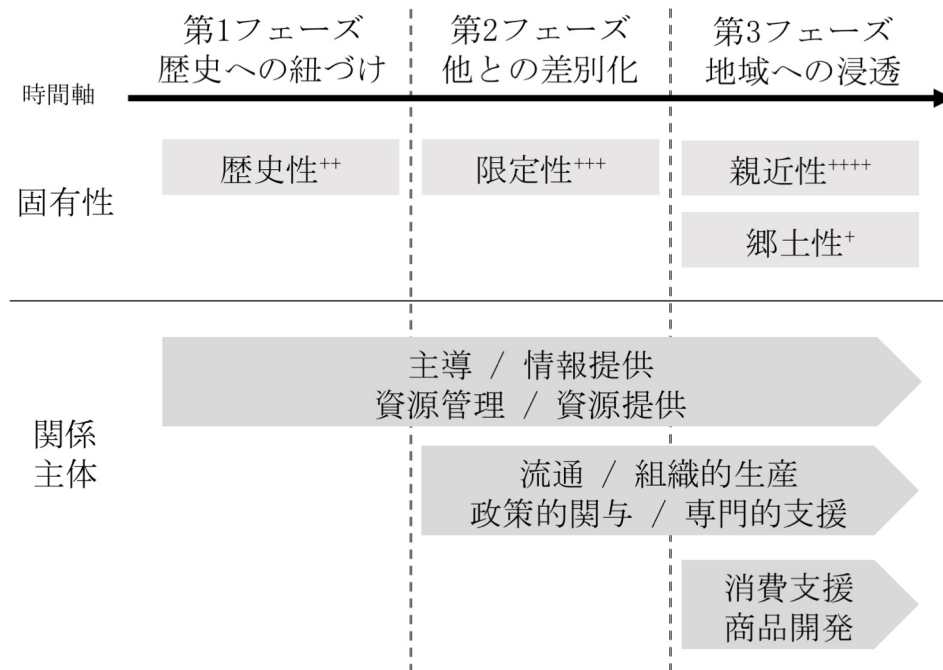 第1フェーズ
歴史への紐づけ
第2フェーズ
他との差別化
第3フェーズ
地域への浸透
時間軸
固有性
歴史性++
限定性+++
親近性++++
郷土性+
関係
主体
主導 / 情報提供
資源管理 / 資源提供
流通 / 組織的生産
政策的関与 / 専門的支援
消費支援
商品開発